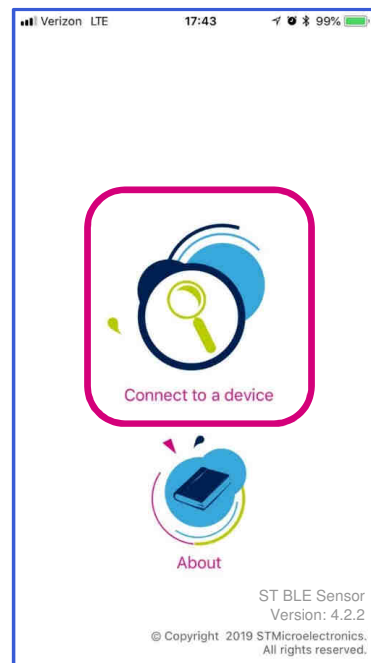 Verizon LTE 17:43 99%
Connect to a device
About
ST BLE Sensor
Version: 4.2.2
© Copyright 2019 STMicroelectronics.
All rights reserved.